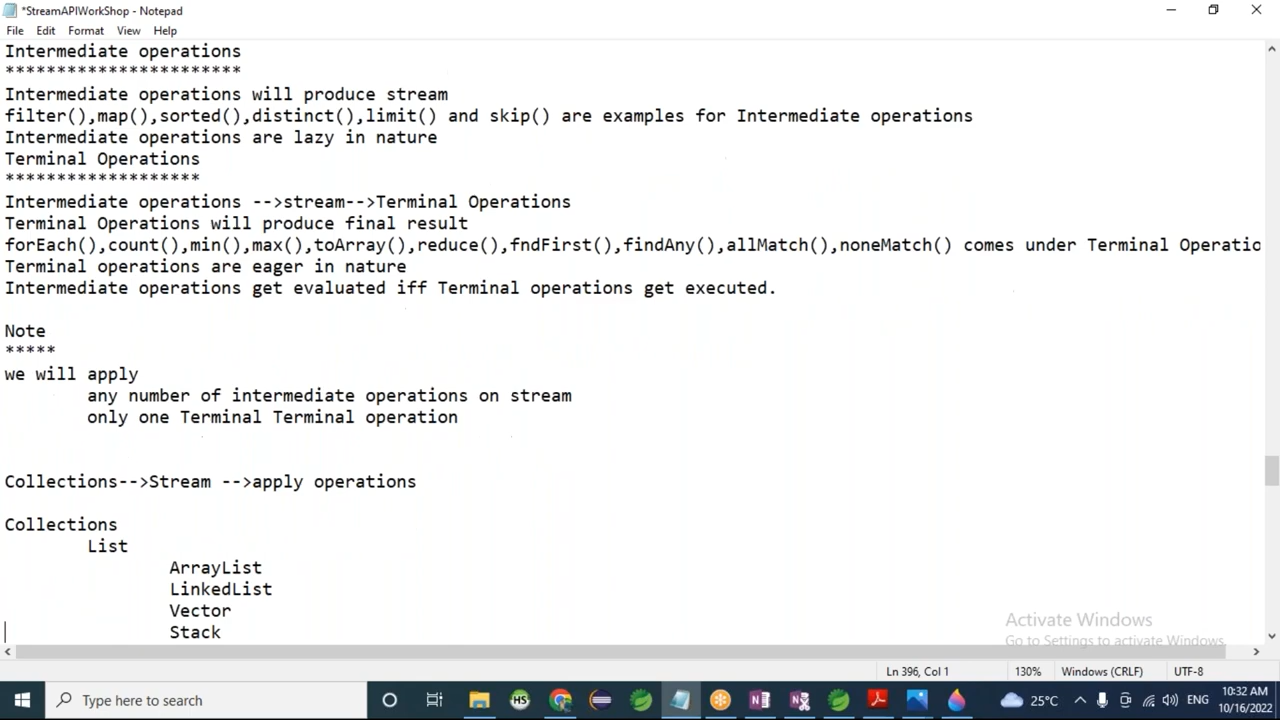 *StreamAPIWorkShop - Notepad
File Edit Format View Help
Intermediate operations
***********************
Intermediate operations will produce stream
filter(),map(),sorted(),distinct(),limit() and skip() are examples for Intermediate operations
Intermediate operations are lazy in nature
Terminal Operations
*******************
Intermediate operations -->stream-->Terminal Operations
Terminal Operations will produce final result
forEach(),count(),min(),max(),toArray(),reduce(),fndFirst(),findAny(),allMatch(),noneMatch() comes under Terminal Operatio
Terminal operations are eager in nature
Intermediate operations get evaluated iff Terminal operations get executed.
Note
*****
we will apply
any number of intermediate operations on stream
only one Terminal Terminal operation
Collections-->Stream -->apply operations
Collections
List
ArrayList
LinkedList
Vector
Stack
Activate Windows
Go to Settings to activate Windows.
Ln 396, Col 1 130% Windows (CRLF) UTF-8
Type here to search HS 25°C ENG 10:32 AM
10/16/2022